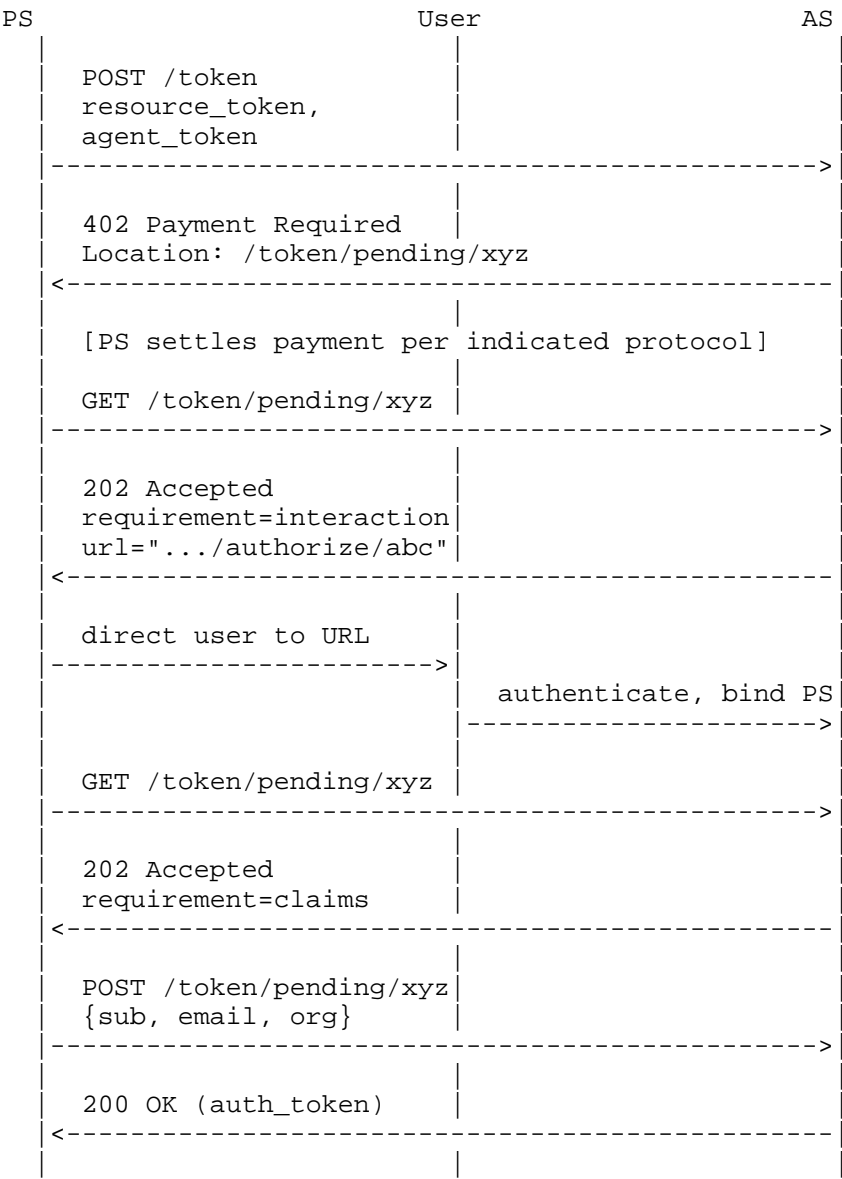 PS User AS
POST /token
resource_token,
agent_token
402 Payment Required
Location: /token/pending/xyz
[PS settles payment per indicated protocol]
GET /token/pending/xyz
202 Accepted
requirement=interaction
url=".../authorize/abc"
direct user to URL
authenticate, bind PS
GET /token/pending/xyz
202 Accepted
requirement=claims
POST /token/pending/xyz
{sub, email, org}
200 OK (auth_token)